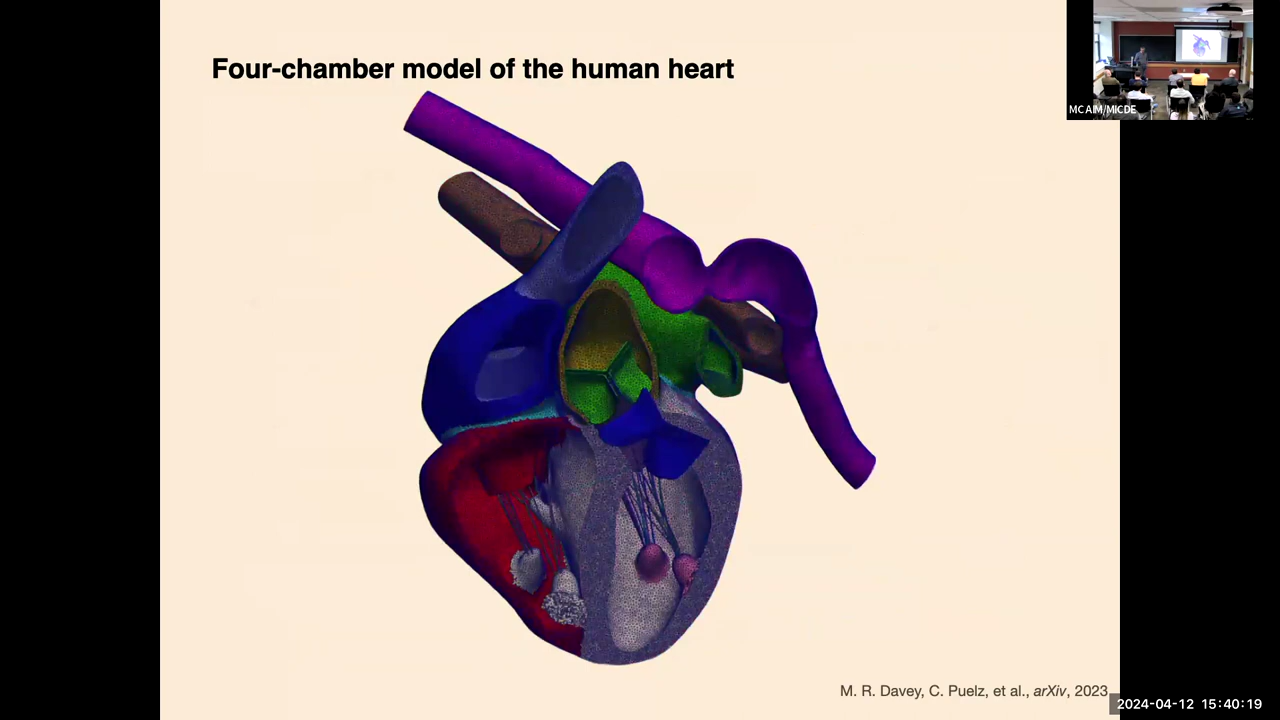 Four-chamber model of the human heart
MCAIM/MICDE
M. R. Davey, C. Puelz, et al., arXiv, 2023
2024-04-12 15:40:19